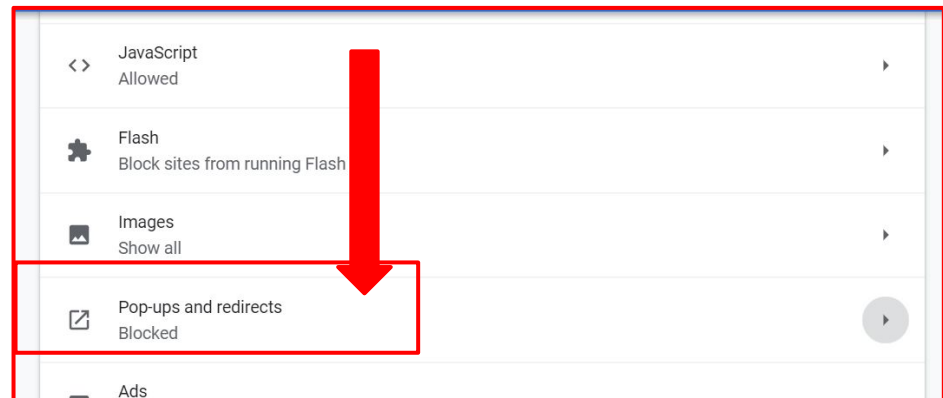 JavaScript
Allowed
Flash
Block sites from running Flash
Images
Show all
Pop-ups and redirects
Blocked
Ads